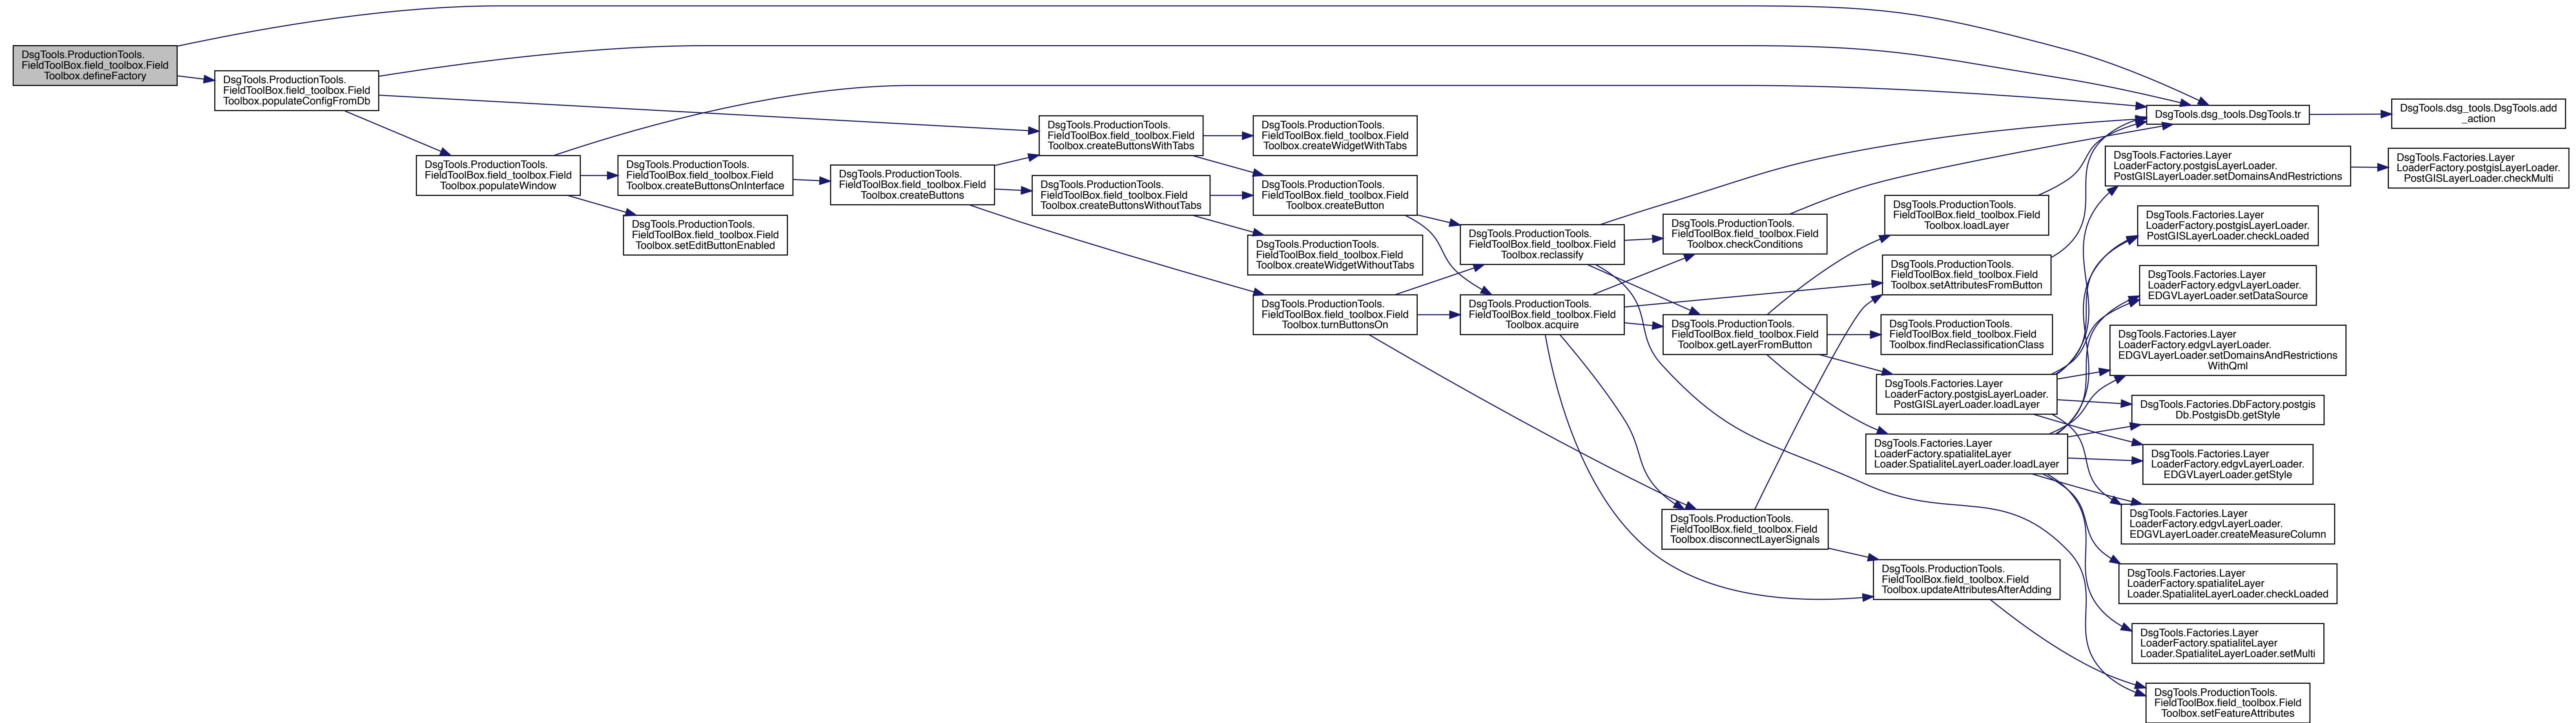 DsgTools.ProductionTools.
FieldToolBox.field_toolbox.Field
Toolbox.defineFactory
DsgTools.ProductionTools.
FieldToolBox.field_toolbox.Field
Toolbox.populateConfigFromDb
DsgTools.ProductionTools.
FieldToolBox.field_toolbox.Field
Toolbox.populateWindow
DsgTools.ProductionTools.
FieldToolBox.field_toolbox.Field
Toolbox.createButtonsOnInterface
DsgTools.ProductionTools.
FieldToolBox.field_toolbox.Field
Toolbox.setEditButtonEnabled
DsgTools.ProductionTools.
FieldToolBox.field_toolbox.Field
Toolbox.createButtons
DsgTools.ProductionTools.
FieldToolBox.field_toolbox.Field
Toolbox.createButtonsWithTabs
DsgTools.ProductionTools.
FieldToolBox.field_toolbox.Field
Toolbox.createButtonsWithoutTabs
DsgTools.ProductionTools.
FieldToolBox.field_toolbox.Field
Toolbox.createWidgetWithTabs
DsgTools.ProductionTools.
FieldToolBox.field_toolbox.Field
Toolbox.createButton
DsgTools.ProductionTools.
FieldToolBox.field_toolbox.Field
Toolbox.createWidgetWithoutTabs
DsgTools.ProductionTools.
FieldToolBox.field_toolbox.Field
Toolbox.turnButtonsOn
DsgTools.ProductionTools.
FieldToolBox.field_toolbox.Field
Toolbox.reclassify
DsgTools.ProductionTools.
FieldToolBox.field_toolbox.Field
Toolbox.acquire
DsgTools.ProductionTools.
FieldToolBox.field_toolbox.Field
Toolbox.checkConditions
DsgTools.ProductionTools.
FieldToolBox.field_toolbox.Field
Toolbox.getLayerFromButton
DsgTools.ProductionTools.
FieldToolBox.field_toolbox.Field
Toolbox.disconnectLayerSignals
DsgTools.ProductionTools.
FieldToolBox.field_toolbox.Field
Toolbox.loadLayer
DsgTools.ProductionTools.
FieldToolBox.field_toolbox.Field
Toolbox.setAttributesFromButton
DsgTools.ProductionTools.
FieldToolBox.field_toolbox.Field
Toolbox.findReclassificationClass
DsgTools.Factories.Layer
LoaderFactory.postgisLayerLoader.
PostGISLayerLoader.loadLayer
DsgTools.Factories.Layer
LoaderFactory.spatialiteLayer
Loader.SpatialiteLayerLoader.loadLayer
DsgTools.ProductionTools.
FieldToolBox.field_toolbox.Field
Toolbox.updateAttributesAfterAdding
DsgTools.dsg_tools.DsgTools.tr
DsgTools.Factories.Layer
LoaderFactory.postgisLayerLoader.
PostGISLayerLoader.setDomainsAndRestrictions
DsgTools.Factories.Layer
LoaderFactory.postgisLayerLoader.
PostGISLayerLoader.checkLoaded
DsgTools.Factories.Layer
LoaderFactory.edgvLayerLoader.
EDGVLayerLoader.setDataSource
DsgTools.Factories.Layer
LoaderFactory.edgvLayerLoader.
EDGVLayerLoader.setDomainsAndRestrictions
WithQml
DsgTools.Factories.DbFactory.postgis
Db.PostgisDb.getStyle
DsgTools.Factories.Layer
LoaderFactory.edgvLayerLoader.
EDGVLayerLoader.getStyle
DsgTools.Factories.Layer
LoaderFactory.edgvLayerLoader.
EDGVLayerLoader.createMeasureColumn
DsgTools.Factories.Layer
LoaderFactory.spatialiteLayer
Loader.SpatialiteLayerLoader.checkLoaded
DsgTools.Factories.Layer
LoaderFactory.spatialiteLayer
Loader.SpatialiteLayerLoader.setMulti
DsgTools.ProductionTools.
FieldToolBox.field_toolbox.Field
Toolbox.setFeatureAttributes
DsgTools.dsg_tools.DsgTools.add
_action
DsgTools.Factories.Layer
LoaderFactory.postgisLayerLoader.
PostGISLayerLoader.checkMulti